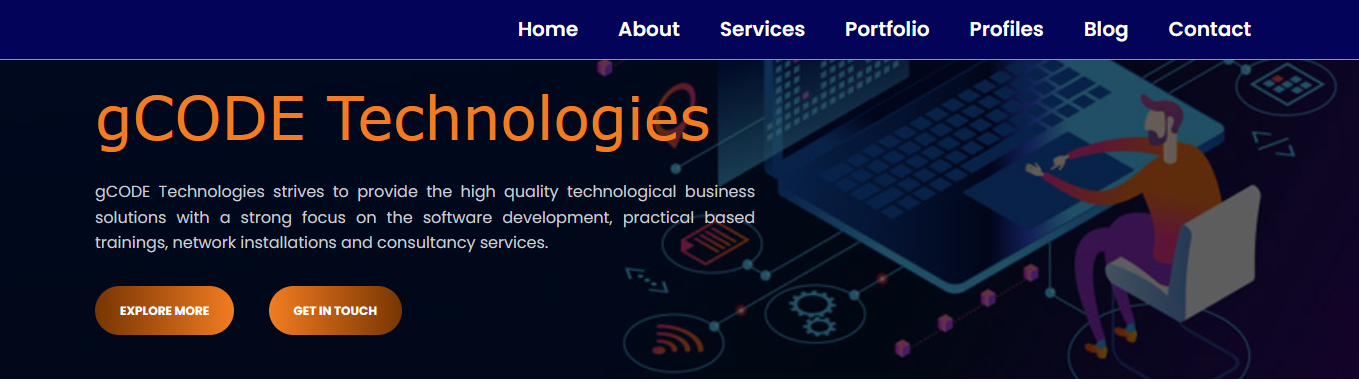 Home About Services Portfolio Profiles Blog Contact
gCODE Technologies
gCODE Technologies strives to provide the high quality technological business
solutions with a strong focus on the software development, practical based
trainings, network installations and consultancy services.
EXPLORE MORE GET IN TOUCH